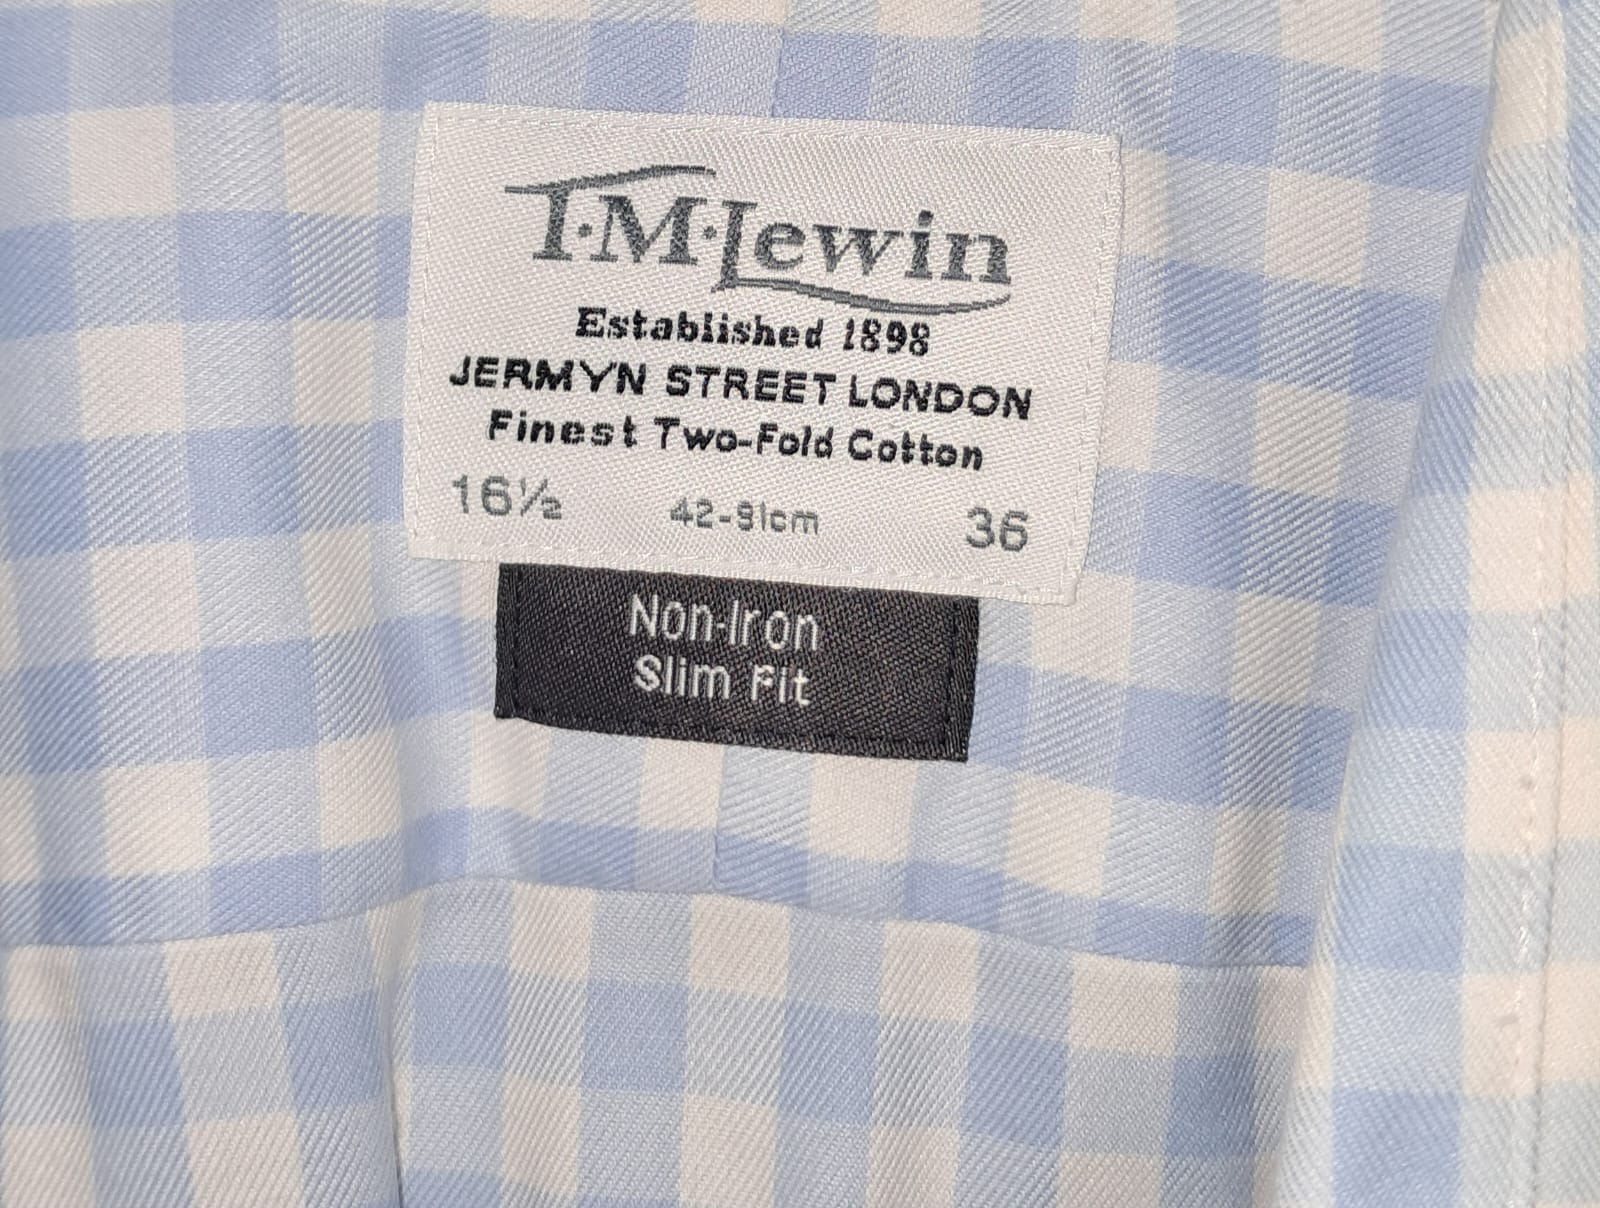 T·M·Lewin
Established 1898
JERMYN STREET LONDON
Finest Two-Fold Cotton
16½ 42-91cm 36
Non-Iron
Slim Fit